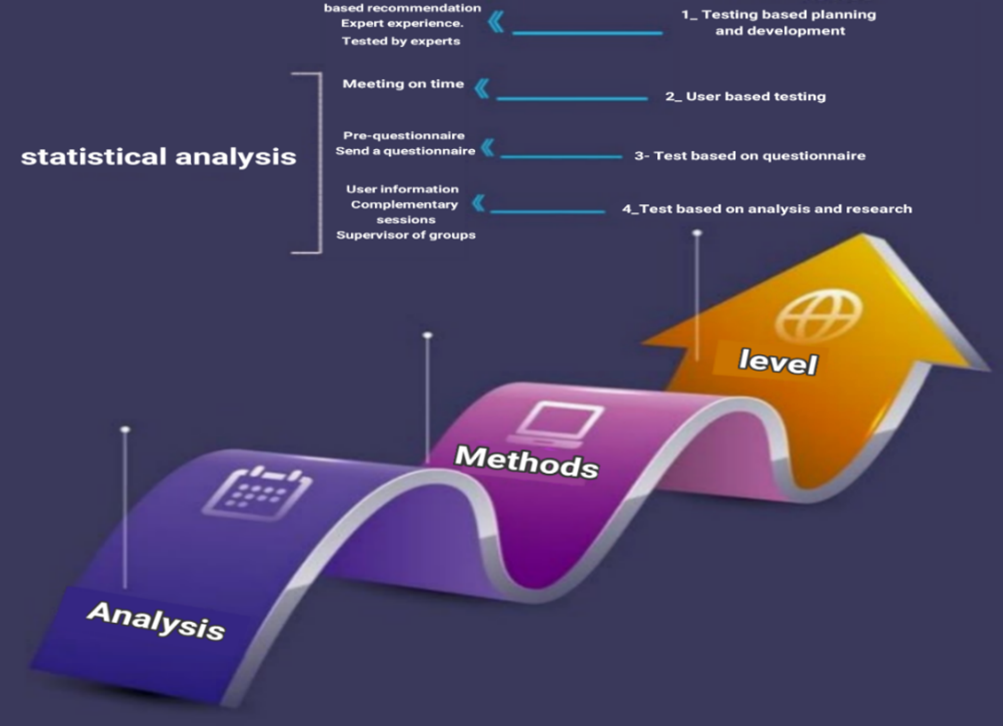 based recommendation
Expert experience.
Tested by experts
1_ Testing based planning
and development
Meeting on time
2_ User based testing
statistical analysis
Pre-questionnaire
Send a questionnaire
3- Test based on questionnaire
User information
Complementary
sessions
Supervisor of groups
4_Test based on analysis and research
level
Methods
Analysis